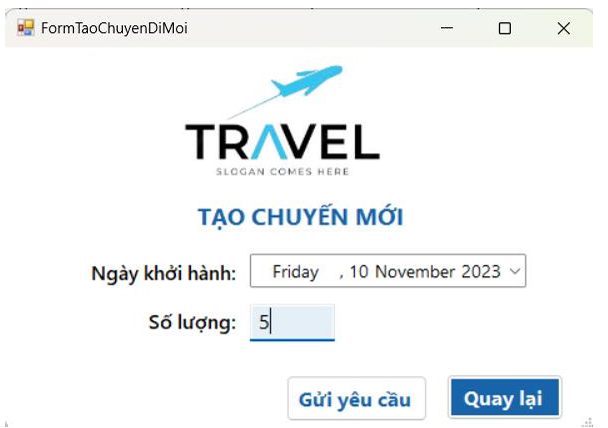 FormTaoChuyenDiMoi
TRAVEL
SLOGAN COMES HERE
TẠO CHUYẾN MỚI
Ngày khởi hành: Friday , 10 November 2023
Số lượng: 5
Gửi yêu cầu Quay lại